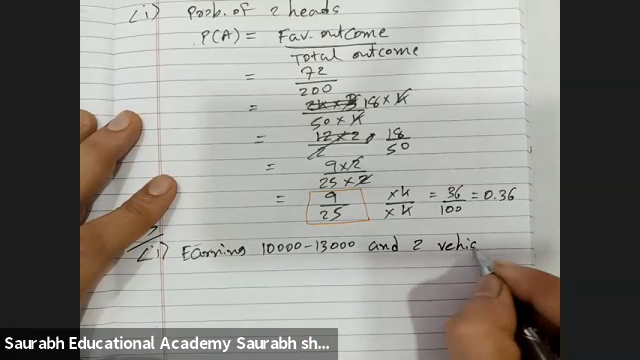 (i) Prob. of 2 heads
P(A) = Fav. outcome
Total outcome
= 72
200
= 18 × 4
50 × 4
= 18
50
= 9 × 2
25 × 2
= 9
25
× 4
× 4
= 36
100
= 0.36
(i) Earning 10000-13000 and 2 vehic
Saurabh Educational Academy Saurabh sh...